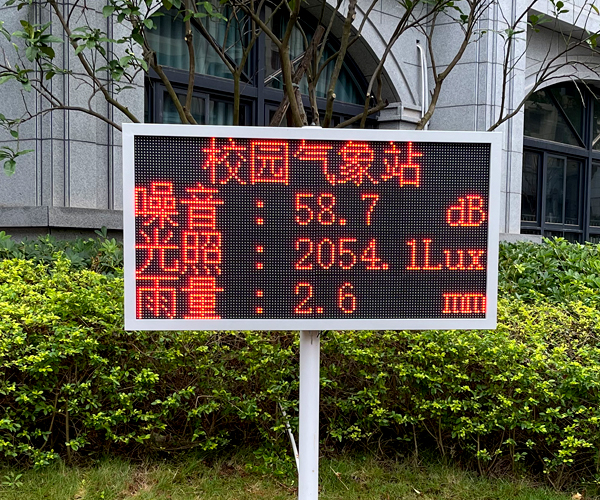 校园气象站
噪音 : 58.7 dB
光照 : 2054.1Lux
雨量 : 2.6 mm